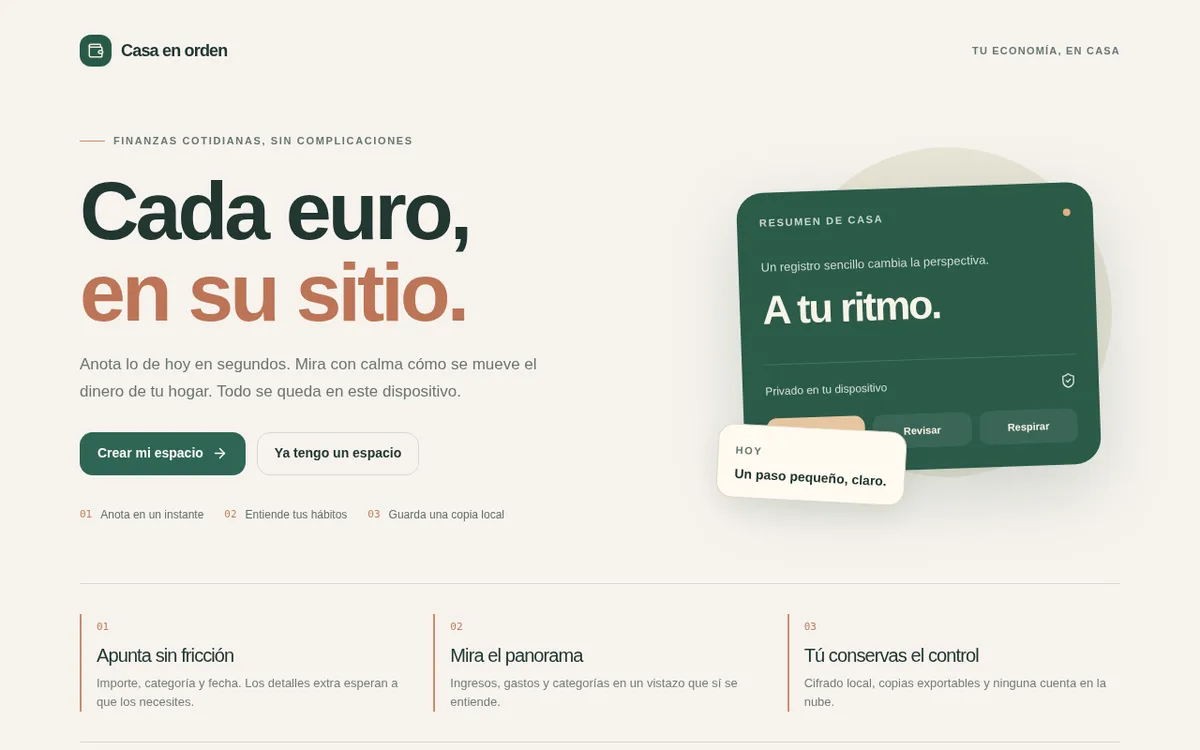 Casa en orden
TU ECONOMÍA, EN CASA
FINANZAS COTIDIANAS, SIN COMPLICACIONES
Cada euro,
en su sitio.
Anota lo de hoy en segundos. Mira con calma cómo se mueve el
dinero de tu hogar. Todo se queda en este dispositivo.
Crear mi espacio
Ya tengo un espacio
01 Anota en un instante
02 Entiende tus hábitos
03 Guarda una copia local
RESUMEN DE CASA
Un registro sencillo cambia la perspectiva.
A tu ritmo.
Privado en tu dispositivo
Revisar
Respirar
HOY
Un paso pequeño, claro.
01
Apunta sin fricción
Importe, categoría y fecha. Los detalles extra esperan a
que los necesites.
02
Mira el panorama
Ingresos, gastos y categorías en un vistazo que sí se
entiende.
03
Tú conservas el control
Cifrado local, copias exportables y ninguna cuenta en la
nube.